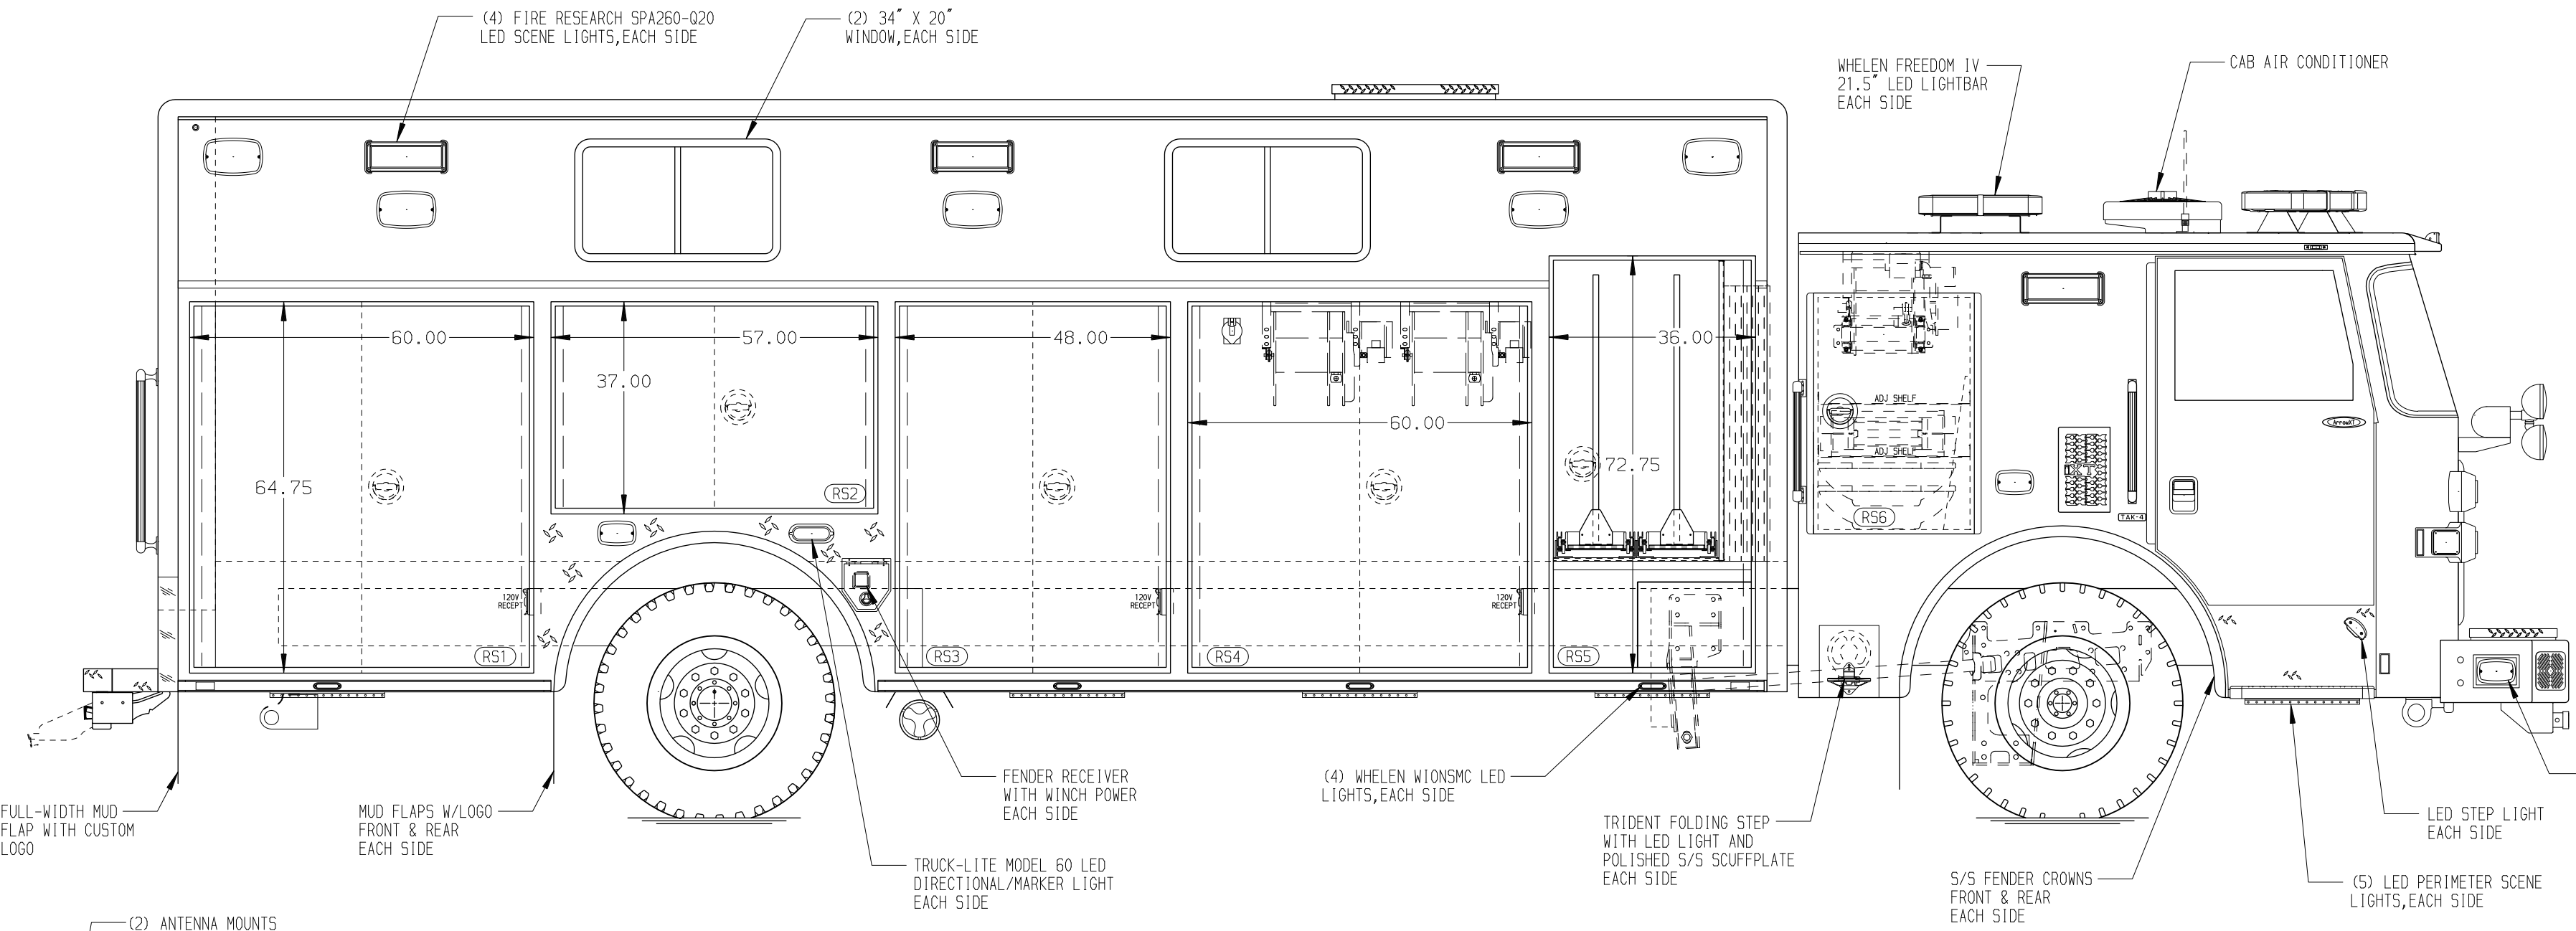 (4) FIRE RESEARCH SPA260-Q20
LED SCENE LIGHTS,EACH SIDE
(2) 34" X 20"
WINDOW,EACH SIDE
WHELEN FREEDOM IV
21.5" LED LIGHTBAR
EACH SIDE
CAB AIR CONDITIONER
60.00
57.00
48.00
36.00
37.00
60.00
64.75
72.75
ADJ SHELF
ADJ SHELF
ArrowXT
TAK-4
RS2
RS6
120V
RECEPT
120V
RECEPT
120V
RECEPT
RS1
RS3
RS4
RS5
FULL-WIDTH MUD
FLAP WITH CUSTOM
LOGO
MUD FLAPS W/LOGO
FRONT & REAR
EACH SIDE
FENDER RECEIVER
WITH WINCH POWER
EACH SIDE
(4) WHELEN WIONSMC LED
LIGHTS,EACH SIDE
TRIDENT FOLDING STEP
WITH LED LIGHT AND
POLISHED S/S SCUFFPLATE
EACH SIDE
LED STEP LIGHT
EACH SIDE
TRUCK-LITE MODEL 60 LED
DIRECTIONAL/MARKER LIGHT
EACH SIDE
S/S FENDER CROWNS
FRONT & REAR
EACH SIDE
(5) LED PERIMETER SCENE
LIGHTS,EACH SIDE
(2) ANTENNA MOUNTS